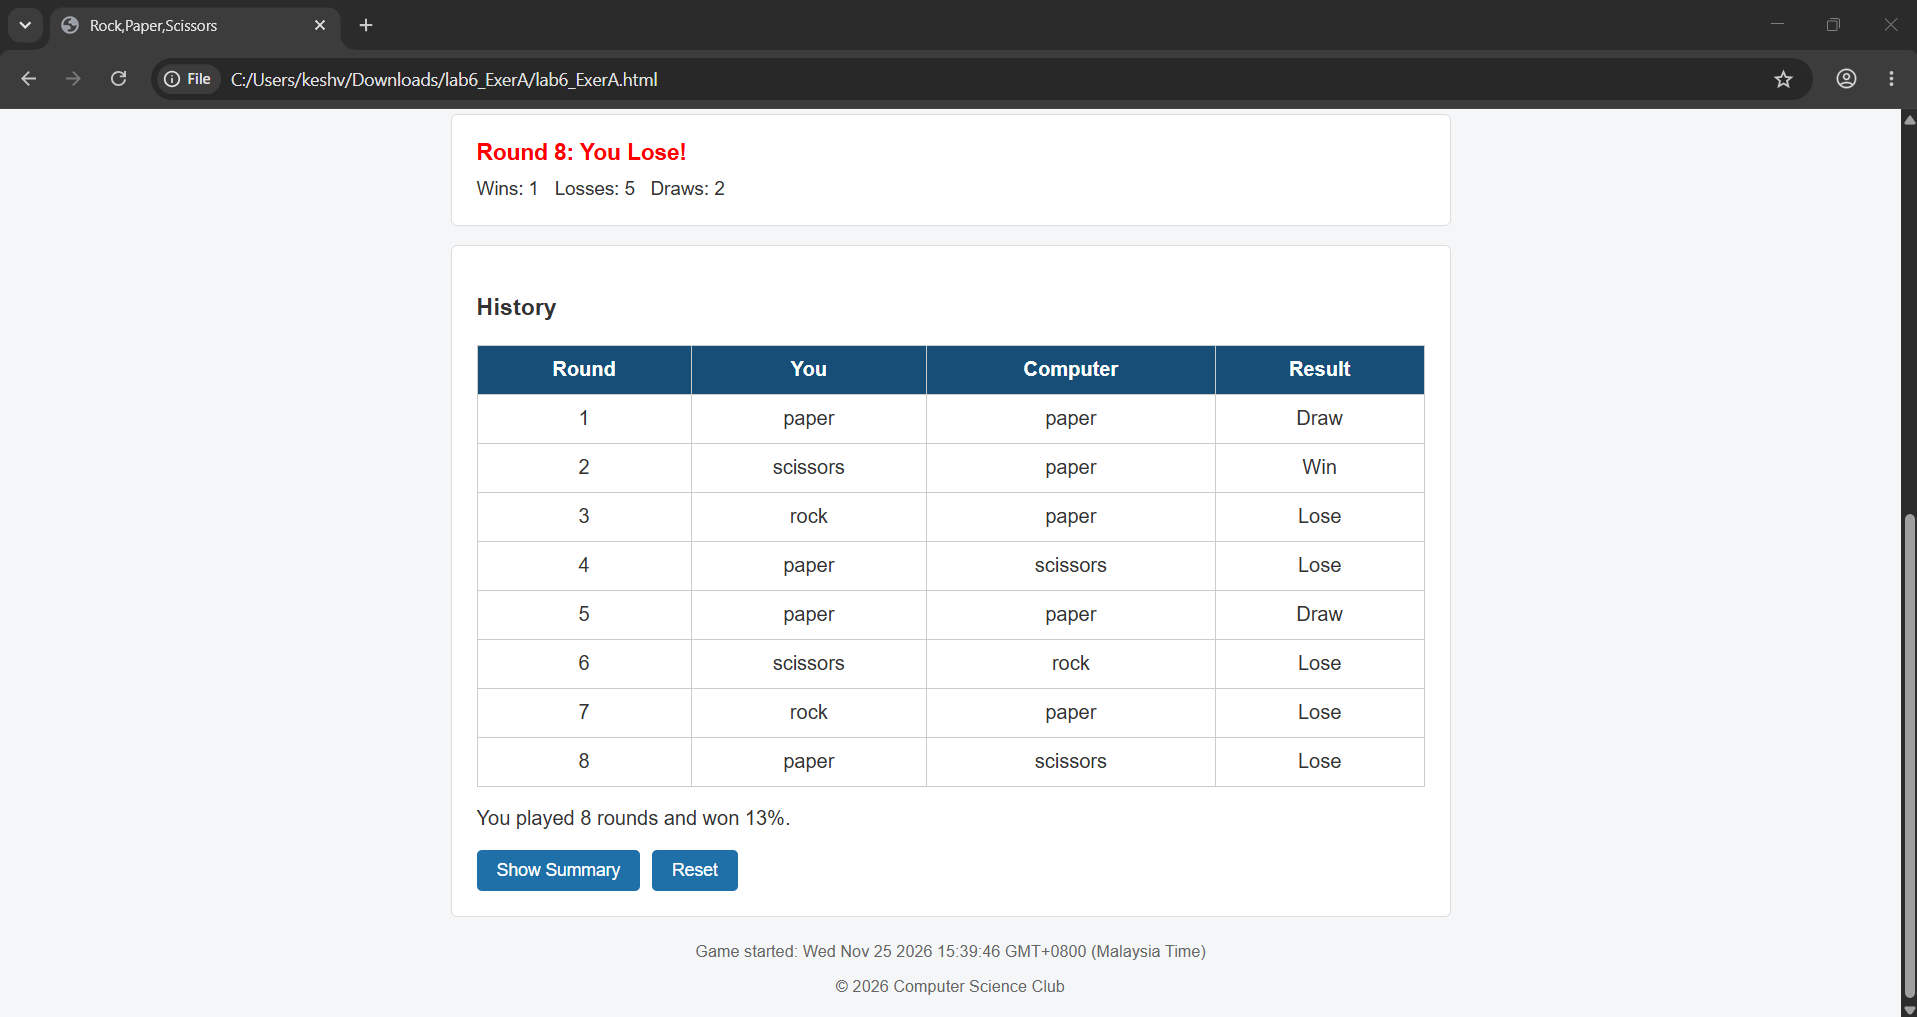 Rock,Paper,Scissors
File C:/Users/keshv/Downloads/lab6_ExerA/lab6_ExerA.html
Round 8: You Lose!
Wins: 1 Losses: 5 Draws: 2
History
Round You Computer Result
1 paper paper Draw
2 scissors paper Win
3 rock paper Lose
4 paper scissors Lose
5 paper paper Draw
6 scissors rock Lose
7 rock paper Lose
8 paper scissors Lose
You played 8 rounds and won 13%.
Show Summary Reset
Game started: Wed Nov 25 2026 15:39:46 GMT+0800 (Malaysia Time)
© 2026 Computer Science Club